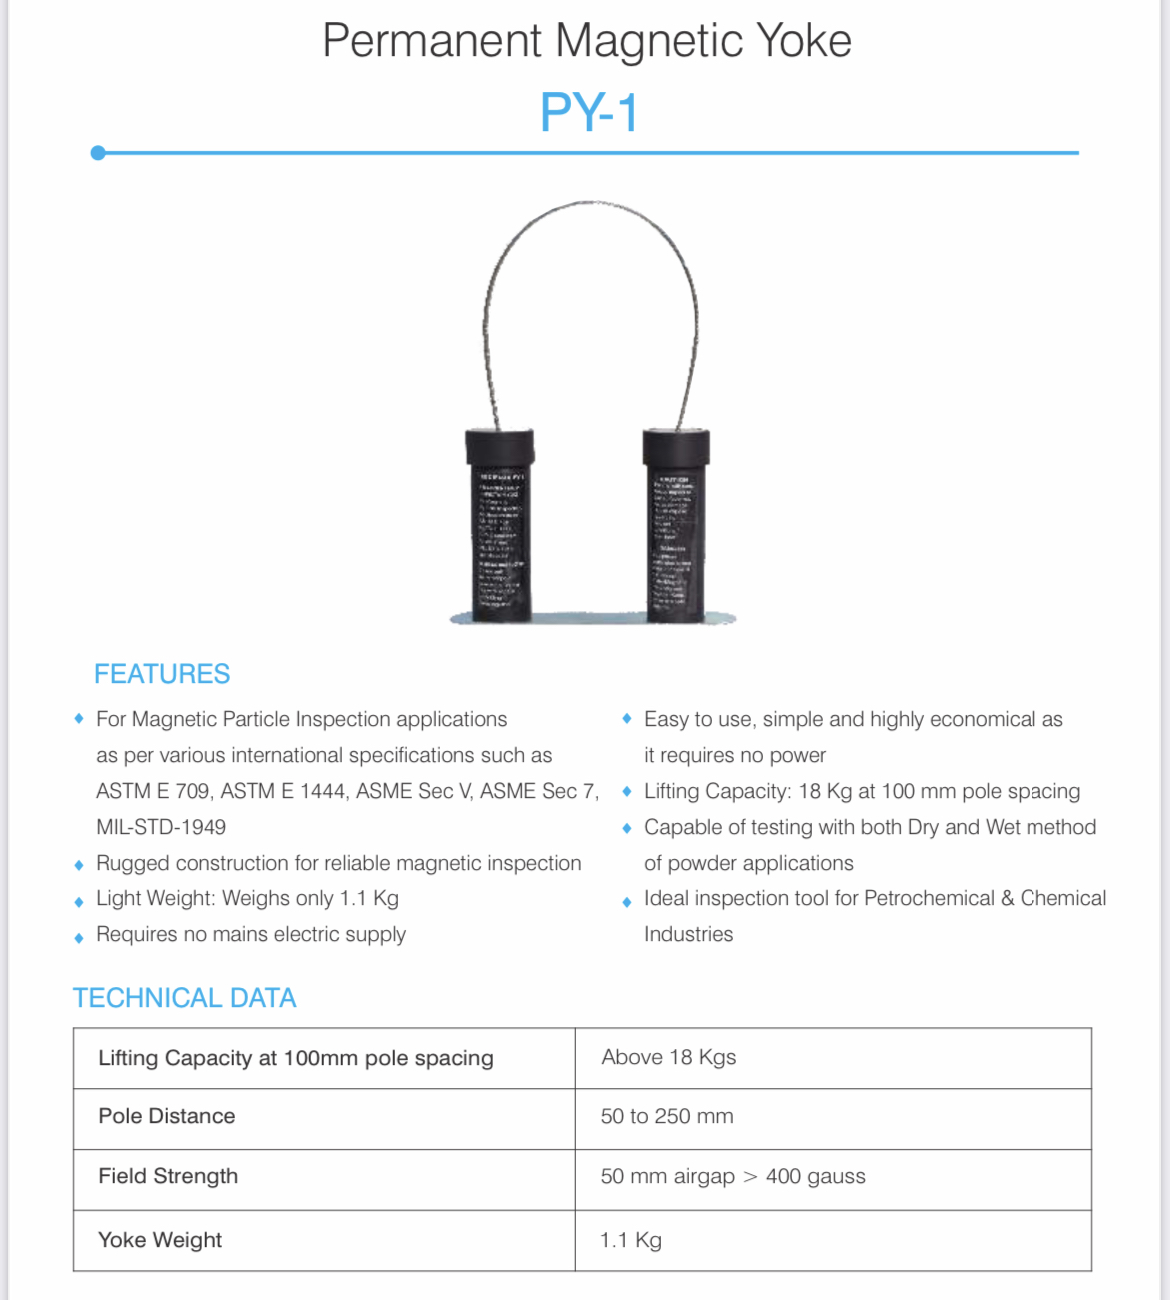 Permanent Magnetic Yoke
PY-1
CAUTION
FEATURES
For Magnetic Particle Inspection applications
as per various international specifications such as
ASTM E 709, ASTM E 1444, ASME Sec V, ASME Sec 7,
MIL-STD-1949
Rugged construction for reliable magnetic inspection
Light Weight: Weighs only 1.1 Kg
Requires no mains electric supply
Easy to use, simple and highly economical as
it requires no power
Lifting Capacity: 18 Kg at 100 mm pole spacing
Capable of testing with both Dry and Wet method
of powder applications
Ideal inspection tool for Petrochemical & Chemical
Industries
TECHNICAL DATA
Lifting Capacity at 100mm pole spacing
Above 18 Kgs
Pole Distance
50 to 250 mm
Field Strength
50 mm airgap > 400 gauss
Yoke Weight
1.1 Kg